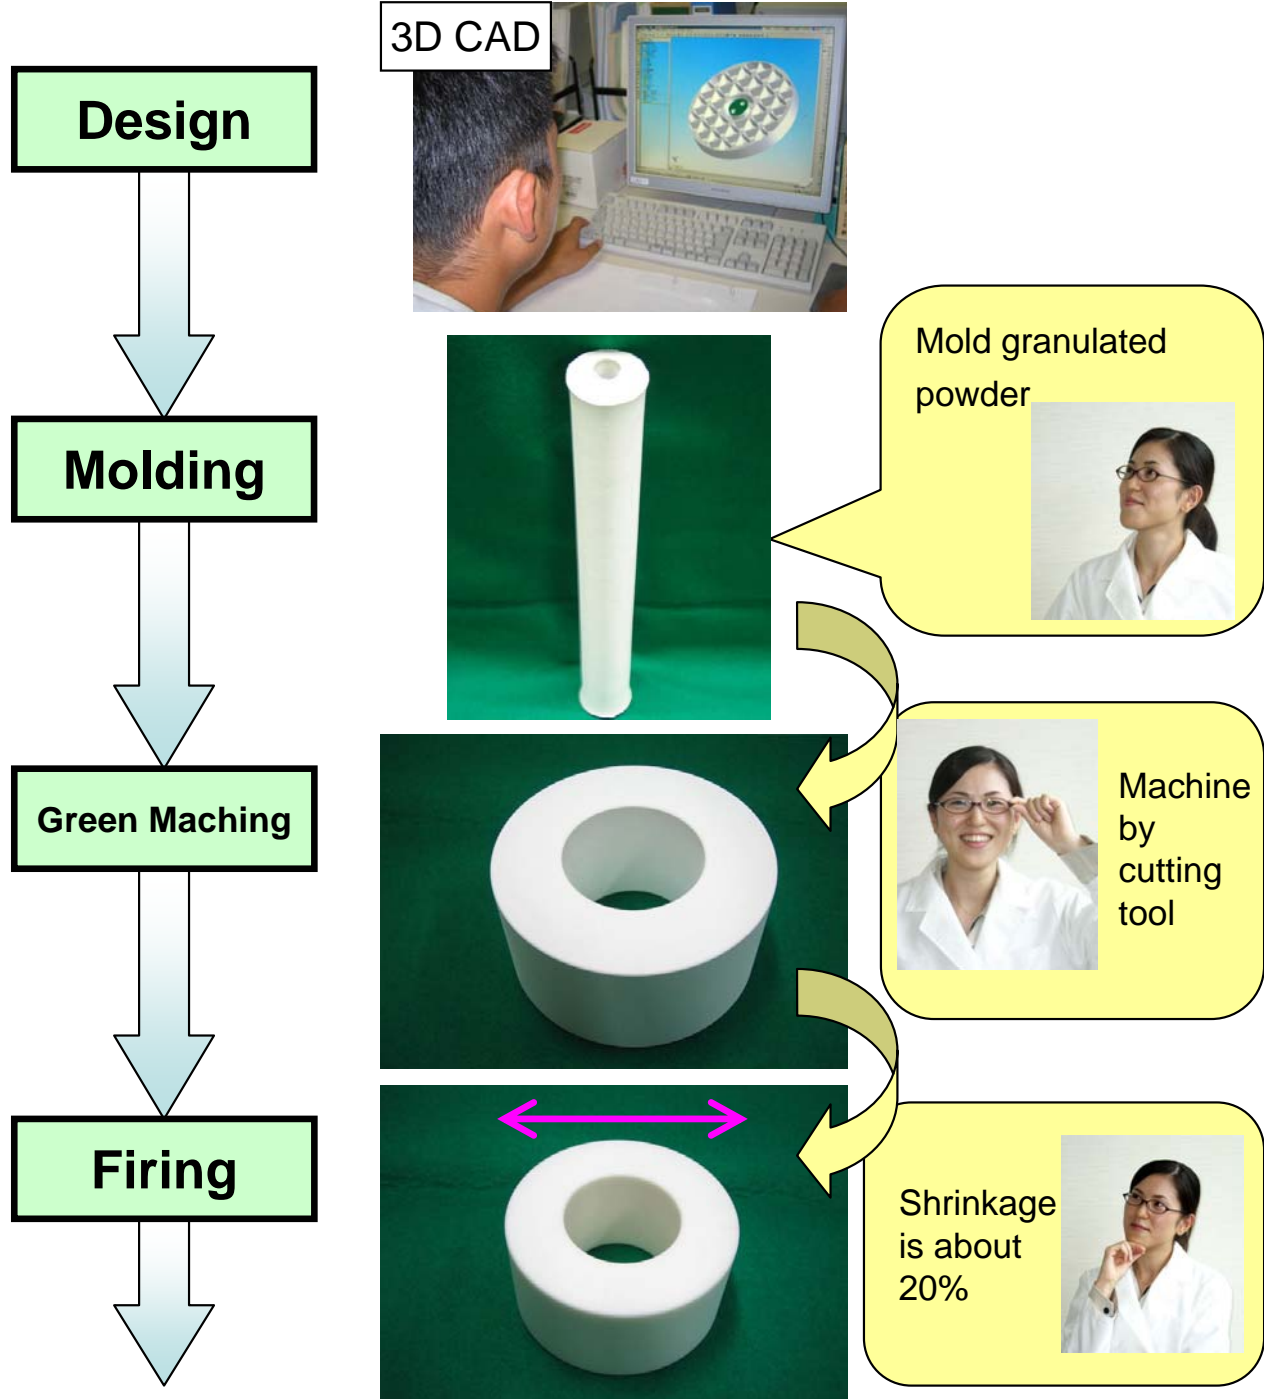 3D CAD
Design
Mold granulated
powder
Molding
Green Maching
Machine
by
cutting
tool
Firing
Shrinkage
is about
20%